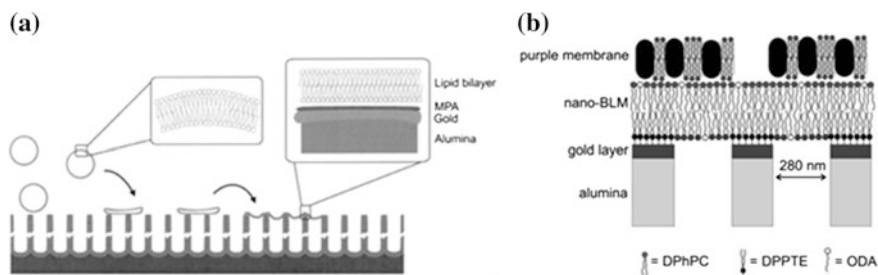 (a)
Lipid bilayer
MPA
Gold
Alumina
(b)
purple membrane
nano-BLM
gold layer
280 nm
alumina
= DPhPC
= DPPTE
= ODA